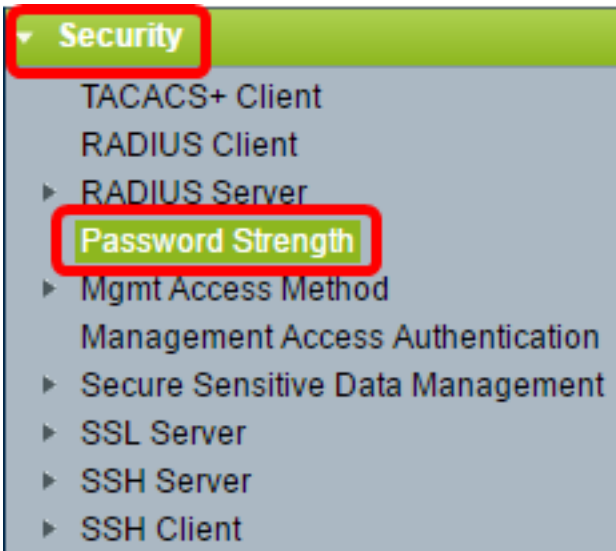 Security
TACACS+ Client
RADIUS Client
RADIUS Server
Password Strength
Mgmt Access Method
Management Access Authentication
Secure Sensitive Data Management
SSL Server
SSH Server
SSH Client